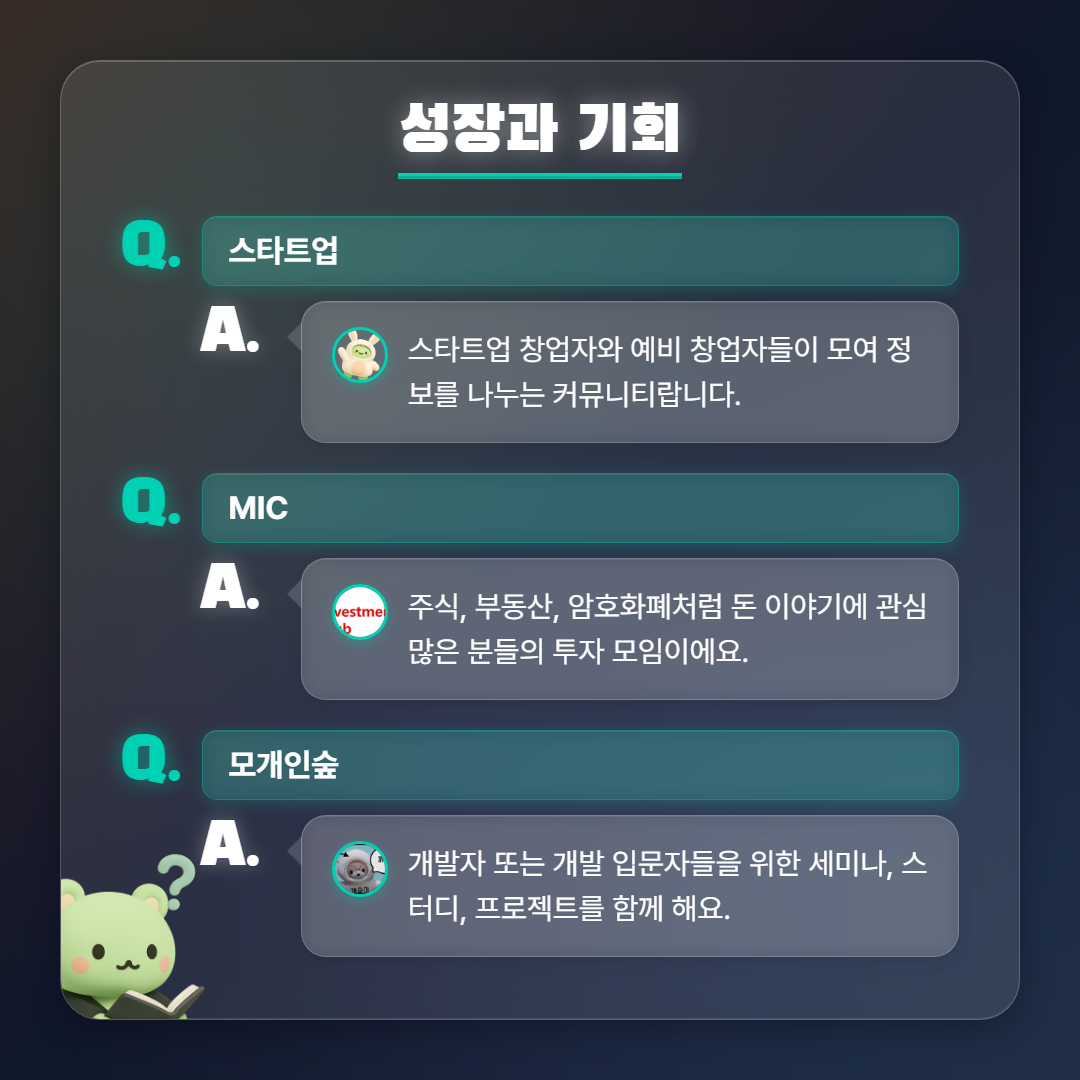 성장과 기회
Q.
스타트업
A.
스타트업 창업자와 예비 창업자들이 모여 정
보를 나누는 커뮤니티랍니다.
Q.
MIC
A.
vestmer
b
주식, 부동산, 암호화폐처럼 돈 이야기에 관심
많은 분들의 투자 모임이에요.
Q.
모개인숲
A.
개발자 또는 개발 입문자들을 위한 세미나, 스
터디, 프로젝트를 함께 해요.
?